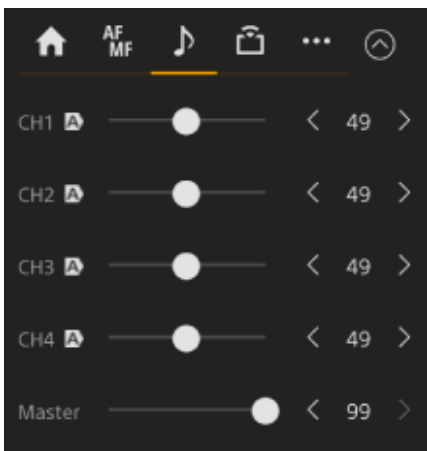 AF
MF
CH1 A 49
CH2 A 49
CH3 A 49
CH4 A 49
Master 99